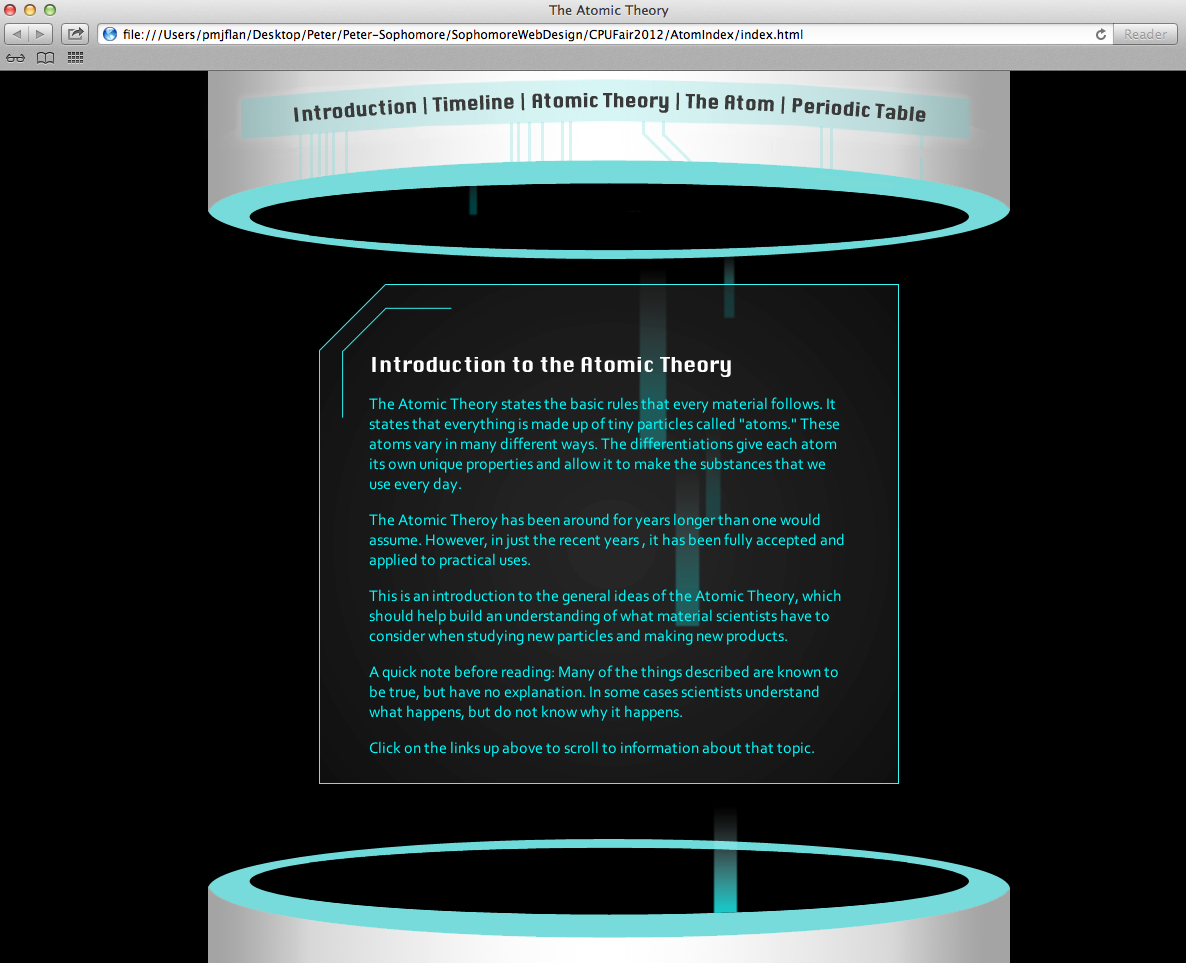 The Atomic Theory
file:///Users/pmjflan/Desktop/Peter/Peter-Sophomore/SophomoreWebDesign/CPUFair2012/AtomIndex/index.html
Reader
Introduction | Timeline | Atomic Theory | The Atom | Periodic Table
Introduction to the Atomic Theory
The Atomic Theory states the basic rules that every material follows. It
states that everything is made up of tiny particles called "atoms." These
atoms vary in many different ways. The differentiations give each atom
its own unique properties and allow it to make the substances that we
use every day.
The Atomic Theroy has been around for years longer than one would
assume. However, in just the recent years , it has been fully accepted and
applied to practical uses.
This is an introduction to the general ideas of the Atomic Theory, which
should help build an understanding of what material scientists have to
consider when studying new particles and making new products.
A quick note before reading: Many of the things described are known to
be true, but have no explanation. In some cases scientists understand
what happens, but do not know why it happens.
Click on the links up above to scroll to information about that topic.